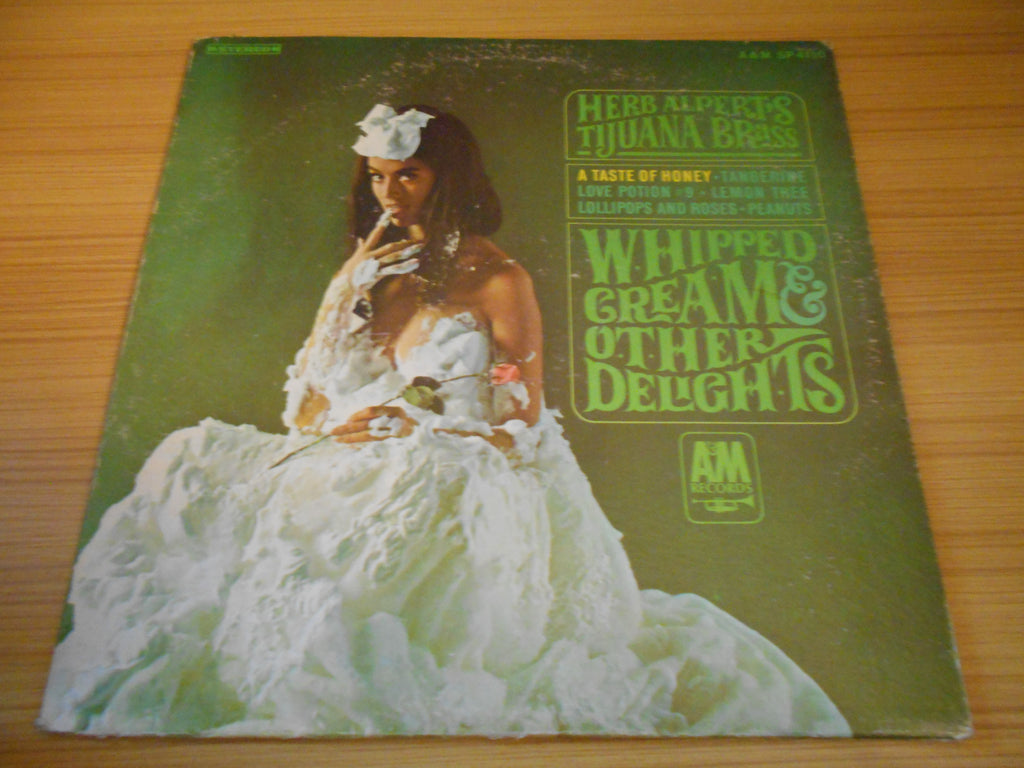 STEREO
A&M SP 4110
HERB ALPERT'S
TIJUANA BRASS
A TASTE OF HONEY • TANGERINE
LOVE POTION #9 • LEMON TREE
LOLLIPOPS AND ROSES • PEANUTS
WHIPPED
CREAM &
OTHER
DELIGHTS
A&M
RECORDS